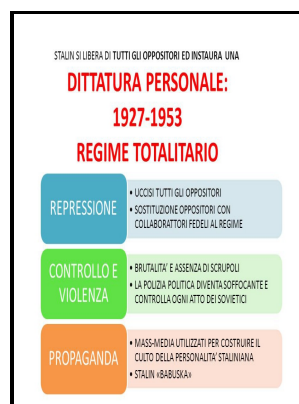 STALIN SI LIBERA DI TUTTI GLI OPPOSITORI ED INSTAURA UNA
DITTATURA PERSONALE:
1927-1953
REGIME TOTALITARIO
REPRESSIONE
• UCCISI TUTTI GLI OPPOSITORI
• SOSTITUZIONE OPPOSITORI CON
COLLABORATTORI FEDELI AL REGIME
CONTROLLO E
VIOLENZA
• BRUTALITA' E ASSENZA DI SCRUPOLI
• LA POLIZIA POLITICA DIVENTA SOFFOCANTE E
CONTROLLA OGNI ATTO DEI SOVIETICI
PROPAGANDA
• MASS-MEDIA UTILIZZATI PER COSTRUIRE IL
CULTO DELLA PERSONALITA' STALINIANA
• STALIN «BABUSKA»